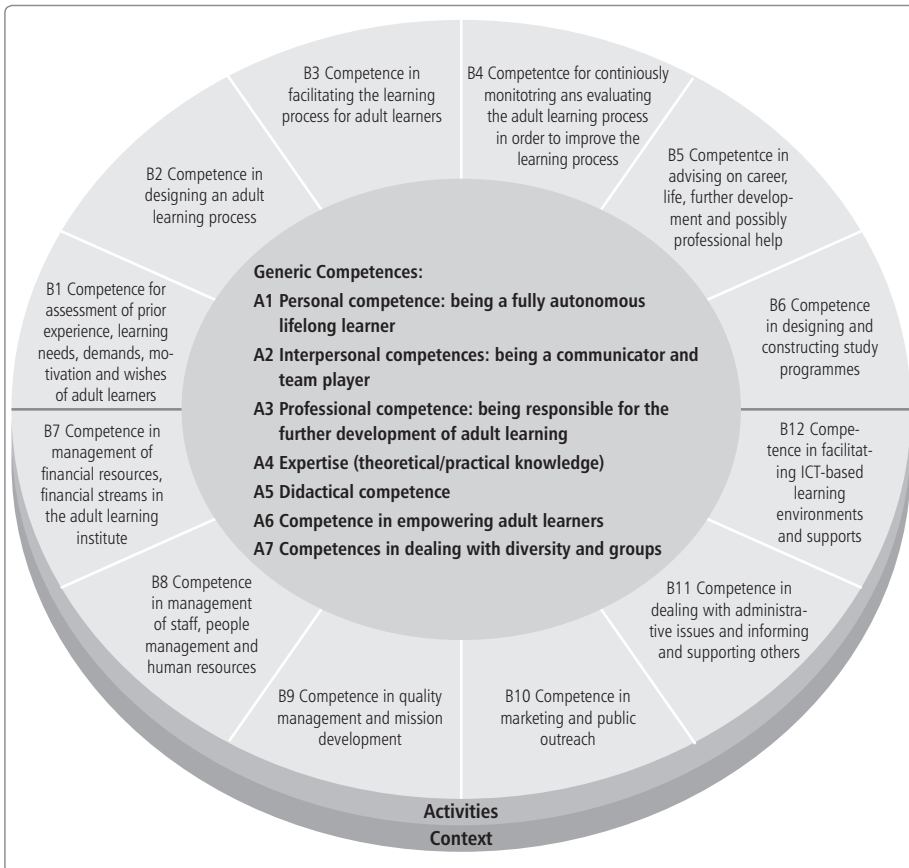 B3 Competence in
facilitating the learning
process for adult learners
B4 Competentce for continiously
monitotring ans evaluating
the adult learning process
in order to improve the
learning process
B2 Competence in
designing an adult
learning process
B5 Competentce in
advising on career,
life, further develop-
ment and possibly
professional help
B1 Competence for
assessment of prior
experience, learning
needs, demands, mo-
tivation and wishes
of adult learners
Generic Competences:
A1 Personal competence: being a fully autonomous
lifelong learner
A2 Interpersonal competences: being a communicator and
team player
A3 Professional competence: being responsible for the
further development of adult learning
A4 Expertise (theoretical/practical knowledge)
A5 Didactical competence
A6 Competence in empowering adult learners
A7 Competences in dealing with diversity and groups
B6 Competence
in designing and
constructing study
programmes
B7 Competence in
management of
financial resources,
financial streams in
the adult learning
institute
B12 Compe-
tence in facilitat-
ing ICT-based
learning
environments
and supports
B8 Competence
in management
of staff, people
management and
human resources
B11 Competence in
dealing with administra-
tive issues and informing
and supporting others
B9 Competence in quality
management and mission
development
B10 Competence in
marketing and public
outreach
Activities
Context